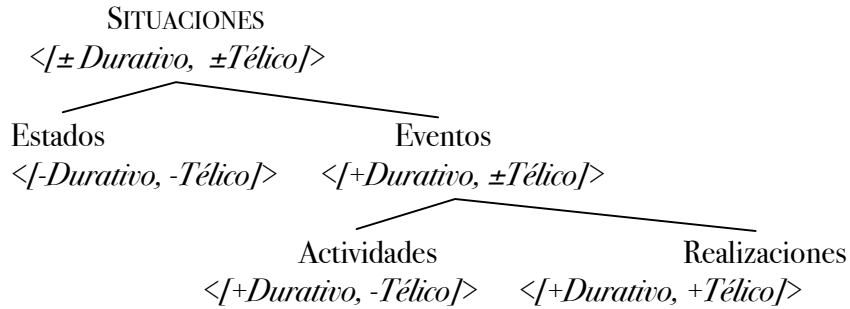 SITUACIONES
<[± Durativo, ±Télico]>
Estados Eventos
<[-Durativo, -Télico]> <[+Durativo, ±Télico]>
Actividades Realizaciones
<[+Durativo, -Télico]> <[+Durativo, +Télico]>